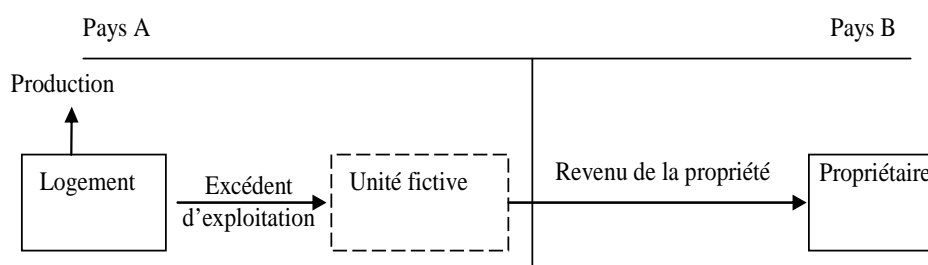 Pays A
Pays B
Production
Logement
Excédent
d'exploitation
Unité fictive
Revenu de la propriété
Propriétaire